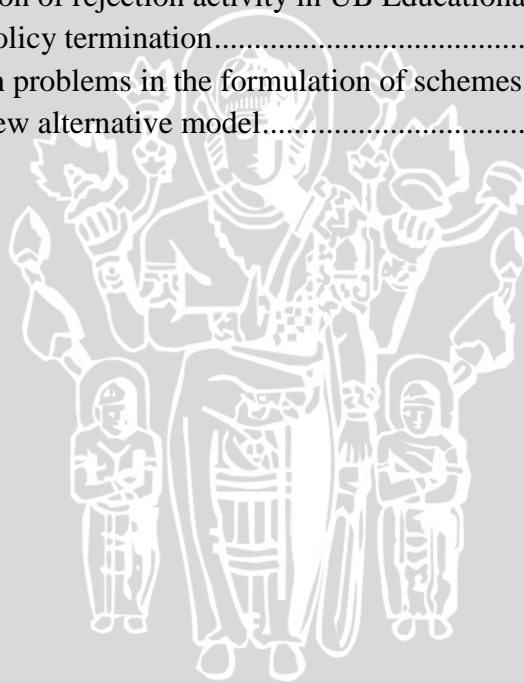 on of rejection activity in UB Educational
olicy termination.....................................
n problems in the formulation of schemes
ew alternative model................................